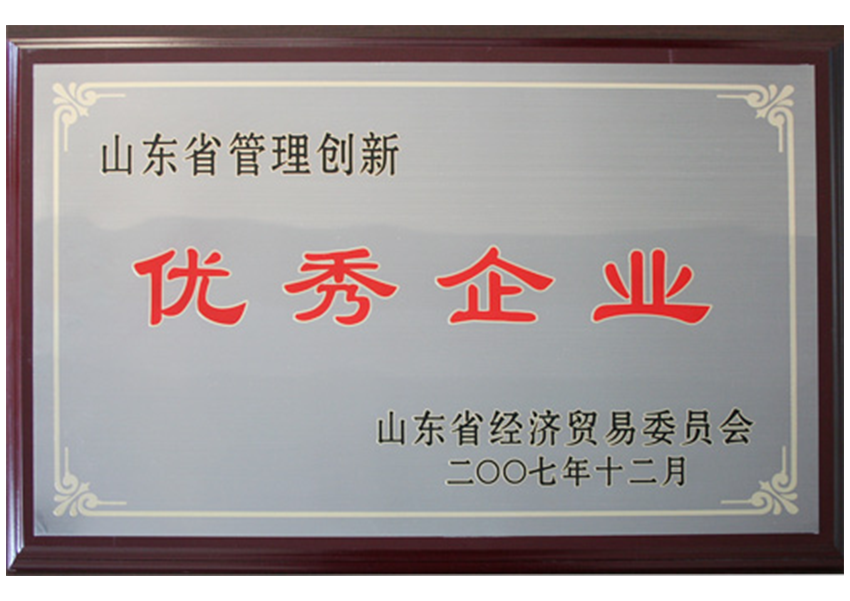 山东省管理创新
优秀企业
山东省经济贸易委员会
二〇〇七年十二月